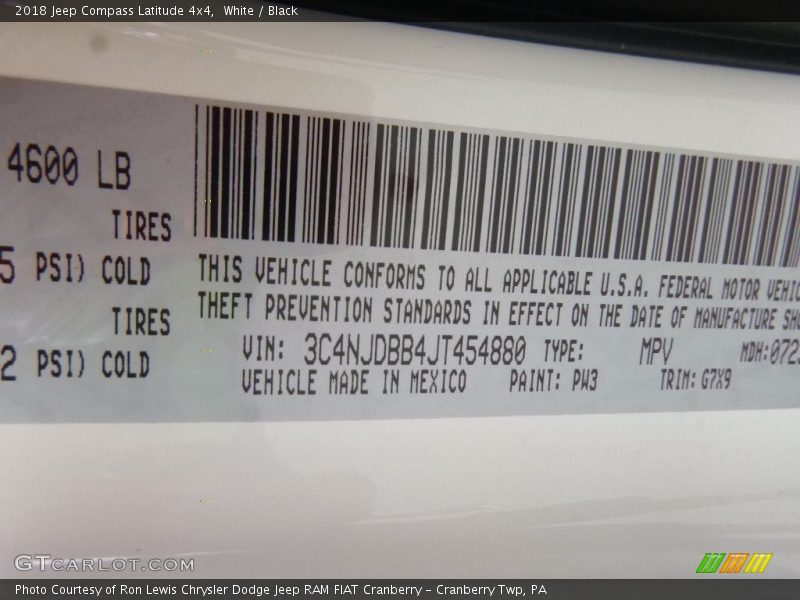 2018 Jeep Compass Latitude 4x4, White / Black
4600 LB
TIRES
5 PSI) COLD
TIRES
2 PSI) COLD
THIS VEHICLE CONFORMS TO ALL APPLICABLE U.S.A. FEDERAL MOTOR VEHIC
THEFT PREVENTION STANDARDS IN EFFECT ON THE DATE OF MANUFACTURE SHO
VIN: 3C4NJDBB4JT454880 TYPE: MPV MDH:072
VEHICLE MADE IN MEXICO PAINT: PW3 TRIM: G7X9
GTCARLOT.COM
Photo Courtesy of Ron Lewis Chrysler Dodge Jeep RAM FIAT Cranberry - Cranberry Twp, PA